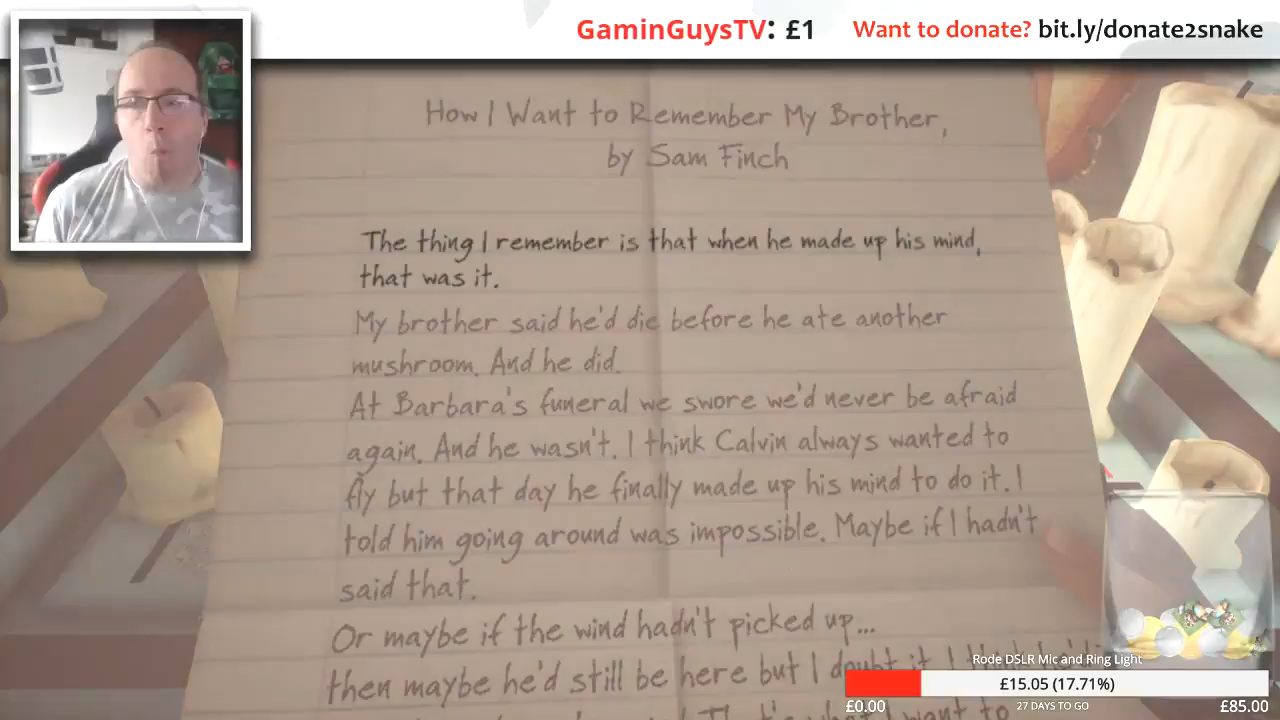 GaminGuysTV: £1
Want to donate? bit.ly/donate2snake
How I Want to Remember My Brother,
by Sam Finch
The thing I remember is that when he made up his mind,
that was it.
My brother said he'd die before he ate another
mushroom. And he did.
At Barbara's funeral we swore we'd never be afraid
again. And he wasn't. I think Calvin always wanted to
fly but that day he finally made up his mind to do it. I
told him going around was impossible. Maybe if I hadn't
said that.
Or maybe if the wind hadn't picked up...
then maybe he'd still be here but I doubt it. I
want to
Rode DSLR Mic and Ring Light
£15.05 (17.71%)
£0.00
27 DAYS TO GO
£85.00